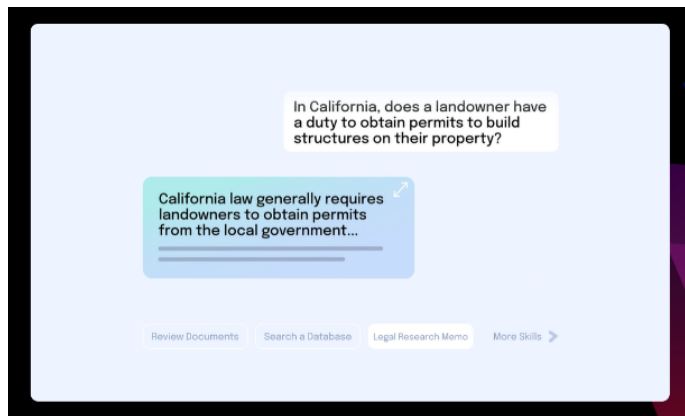 In California, does a landowner have
a duty to obtain permits to build
structures on their property?
California law generally requires
landowners to obtain permits
from the local government...
Review Documents
Search a Database
Legal Research Memo
More Skills